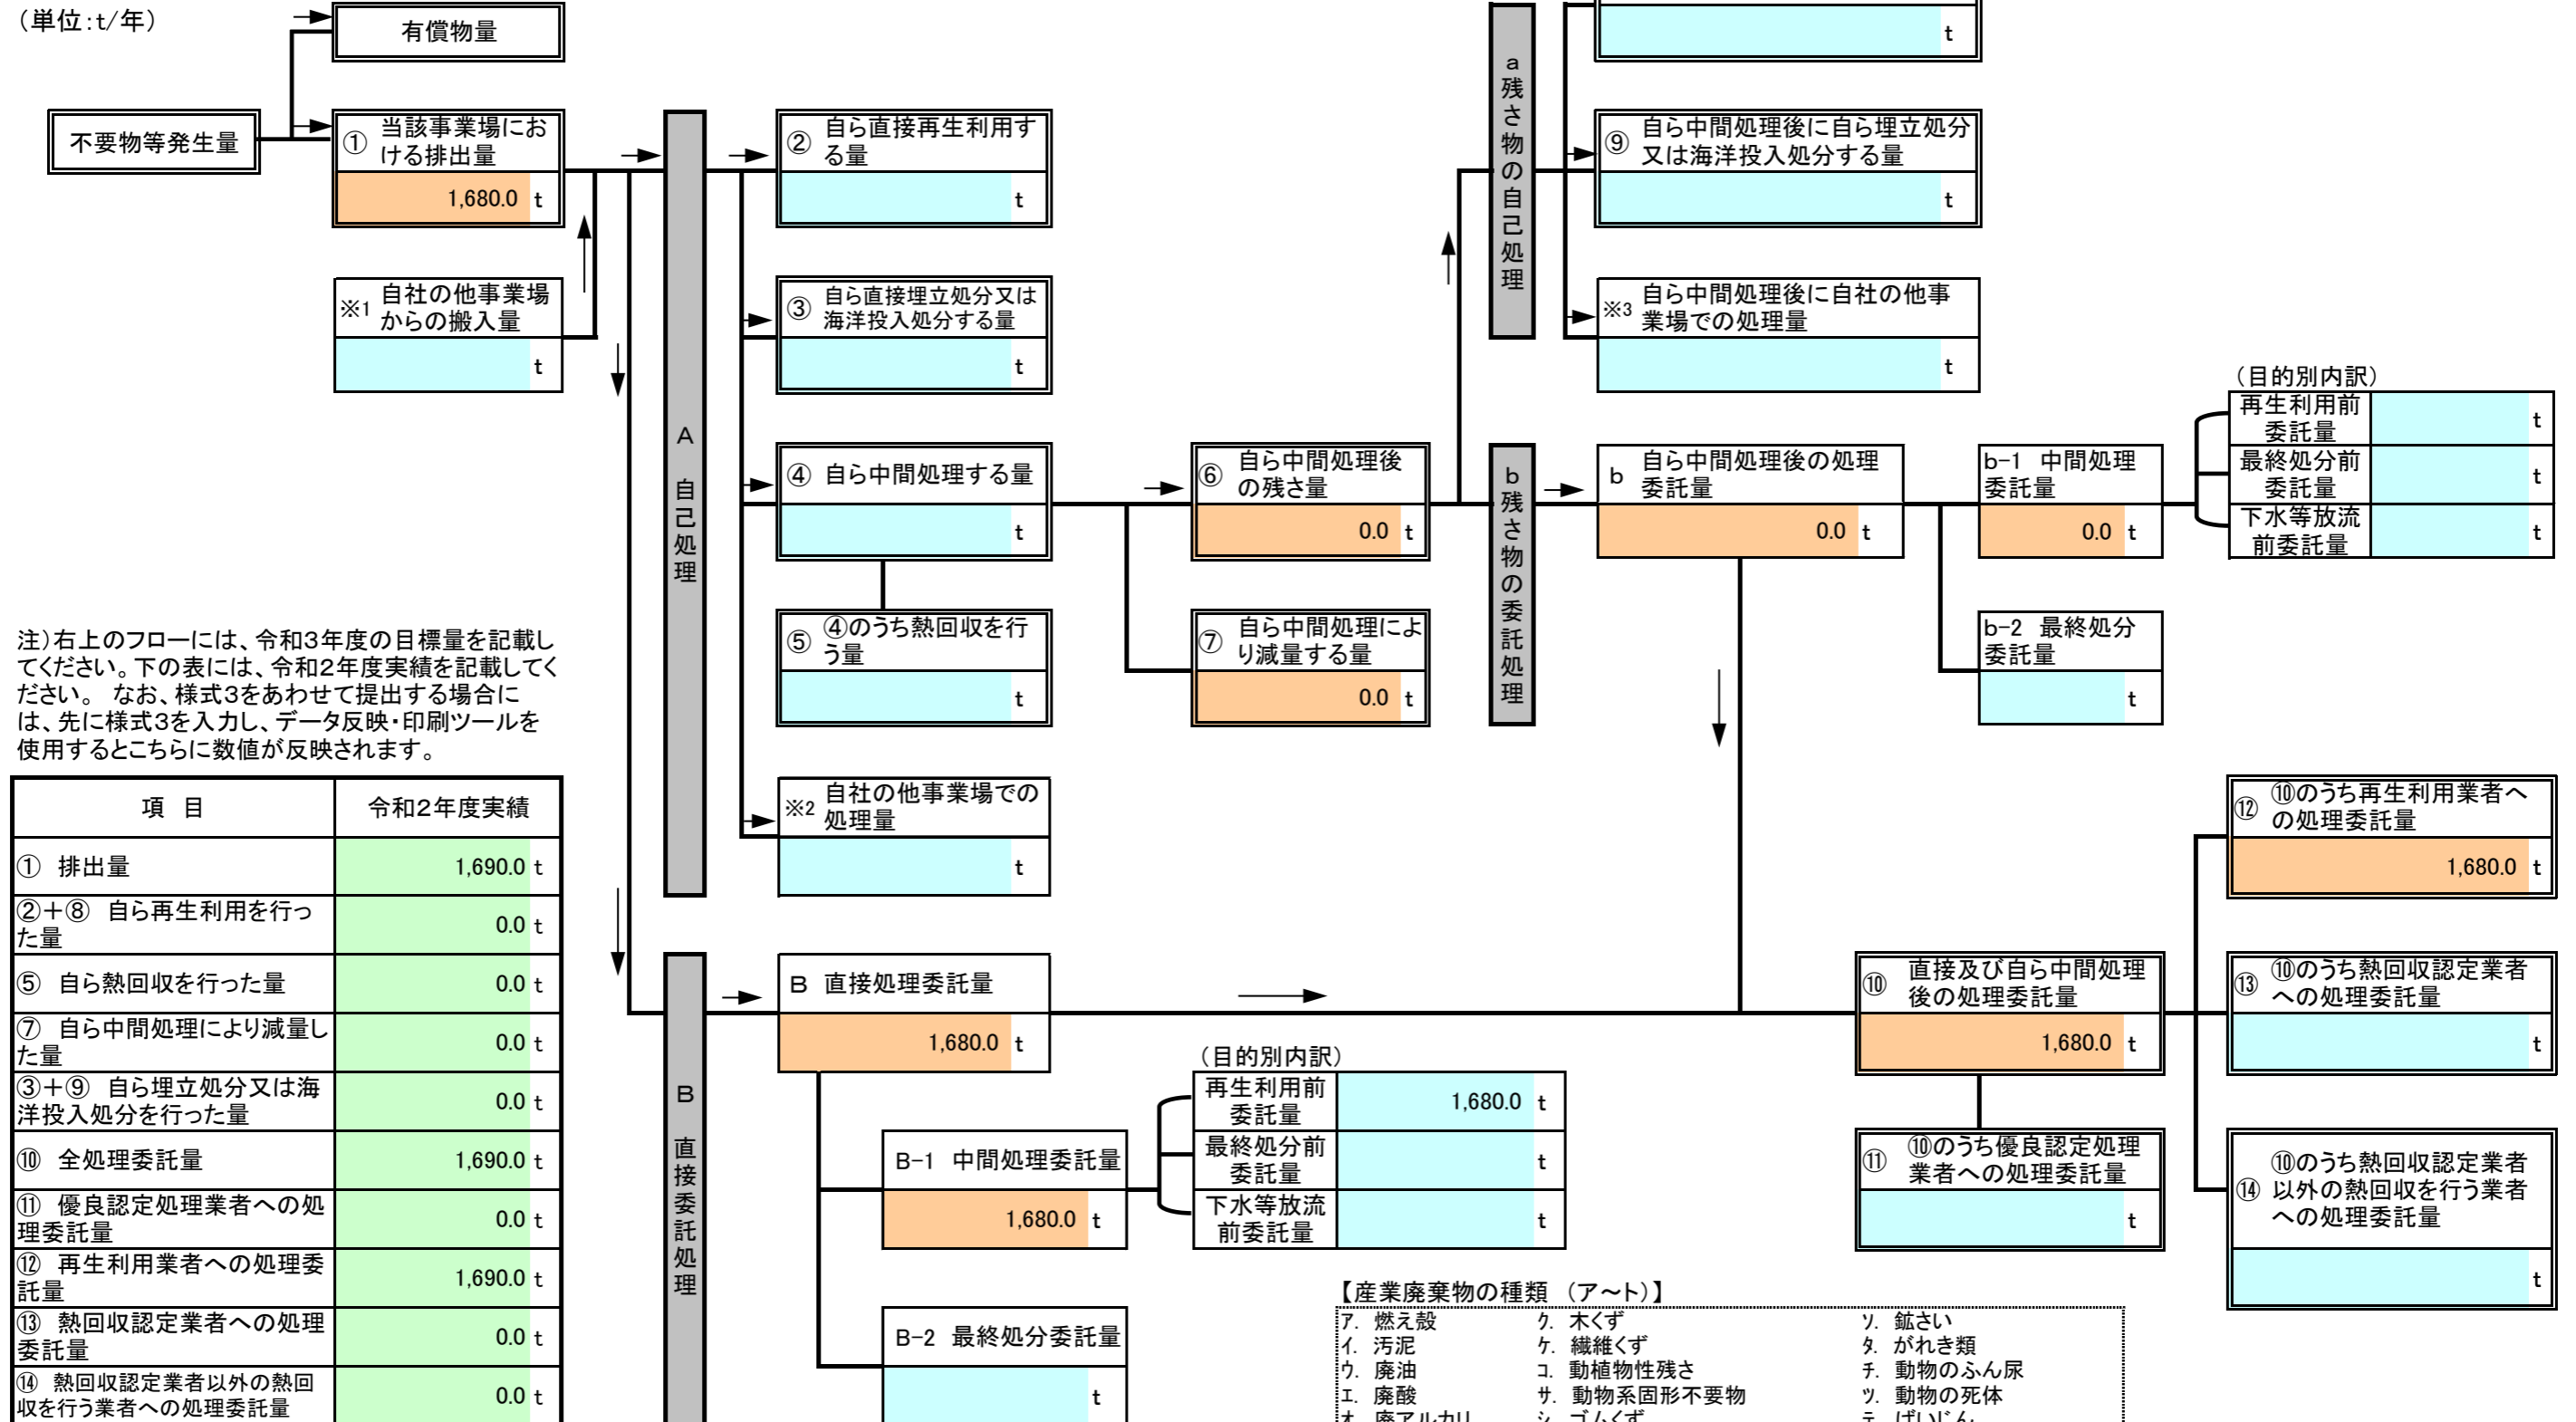 （単位:t/年）
有償物量
不要物等発生量
① 当該事業場にお
ける排出量
1,680.0 t
※1 自社の他事業場
からの搬入量
t
A 自己処理
② 自ら直接再生利用す
る量
t
③ 自ら直接埋立処分又は
海洋投入処分する量
t
④ 自ら中間処理する量
t
⑤ ④のうち熱回収を行
う量
t
※2 自社の他事業場での
処理量
t
⑥ 自ら中間処理後
の残さ量
0.0 t
⑦ 自ら中間処理によ
り減量する量
0.0 t
a 残さ物の自己処理
t
⑨ 自ら中間処理後に自ら埋立処分
又は海洋投入処分する量
t
※3 自ら中間処理後に自社の他事
業場での処理量
t
b 残さ物の委託処理
b 自ら中間処理後の処理
委託量
0.0 t
b-1 中間処理
委託量
0.0 t
b-2 最終処分
委託量
t
（目的別内訳）
再生利用前
委託量
t
最終処分前
委託量
t
下水等放流
前委託量
t
注）右上のフローには、令和３年度の目標量を記載し
てください。下の表には、令和２年度実績を記載してく
ださい。 なお、様式３をあわせて提出する場合に
は、先に様式３を入力し、データ反映・印刷ツールを
使用するとこちらに数値が反映されます。
項 目 令和２年度実績
① 排出量 1,690.0 t
②＋⑧ 自ら再生利用を行っ
た量 0.0 t
⑤ 自ら熱回収を行った量 0.0 t
⑦ 自ら中間処理により減量し
た量 0.0 t
③＋⑨ 自ら埋立処分又は海
洋投入処分を行った量 0.0 t
⑩ 全処理委託量 1,690.0 t
⑪ 優良認定処理業者への処
理委託量 0.0 t
⑫ 再生利用業者への処理委
託量 1,690.0 t
⑬ 熱回収認定業者への処理
委託量 0.0 t
⑭ 熱回収認定業者以外の熱回
収を行う業者への処理委託量 0.0 t
B 直接委託処理
B 直接処理委託量
1,680.0 t
B-1 中間処理委託量
1,680.0 t
B-2 最終処分委託量
t
（目的別内訳）
再生利用前
委託量
1,680.0 t
最終処分前
委託量
t
下水等放流
前委託量
t
⑩ 直接及び自ら中間処理
後の処理委託量
1,680.0 t
⑪ ⑩のうち優良認定処理
業者への処理委託量
t
⑫ ⑩のうち再生利用業者へ
の処理委託量
1,680.0 t
⑬ ⑩のうち熱回収認定業者
への処理委託量
t
⑭ ⑩のうち熱回収認定業者
以外の熱回収を行う業者
への処理委託量
t
【産業廃棄物の種類 （ア～ト）】
ｱ. 燃え殻 ｸ. 木くず ｿ. 鉱さい
ｲ. 汚泥 ｹ. 繊維くず ﾀ. がれき類
ｳ. 廃油 ｺ. 動植物性残さ ﾁ. 動物のふん尿
ｴ. 廃酸 ｻ. 動物系固形不要物 ﾂ. 動物の死体
ｵ. 廃アルカリ ｼ. ゴムくず ﾃ. ばいじん